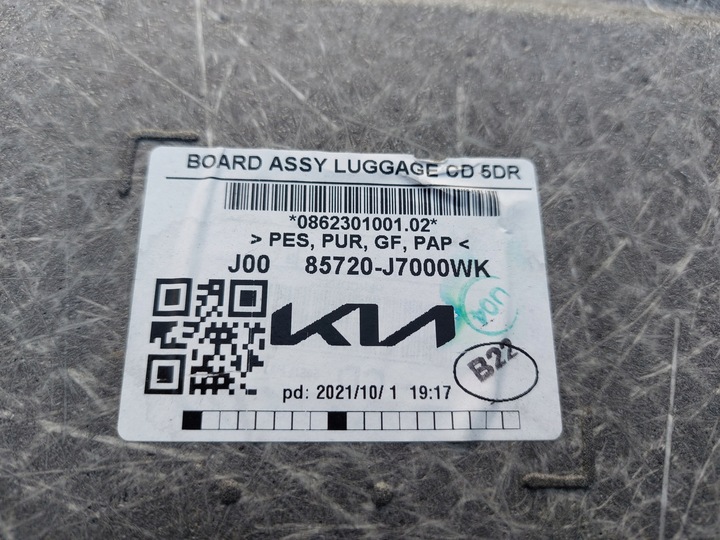 BOARD ASSY LUGGAGE CD 5DR
*0862301001.02*
> PES, PUR, GF, PAP <
J00 85720-J7000WK
KIA
B22
pd: 2021/10/ 1 19:17